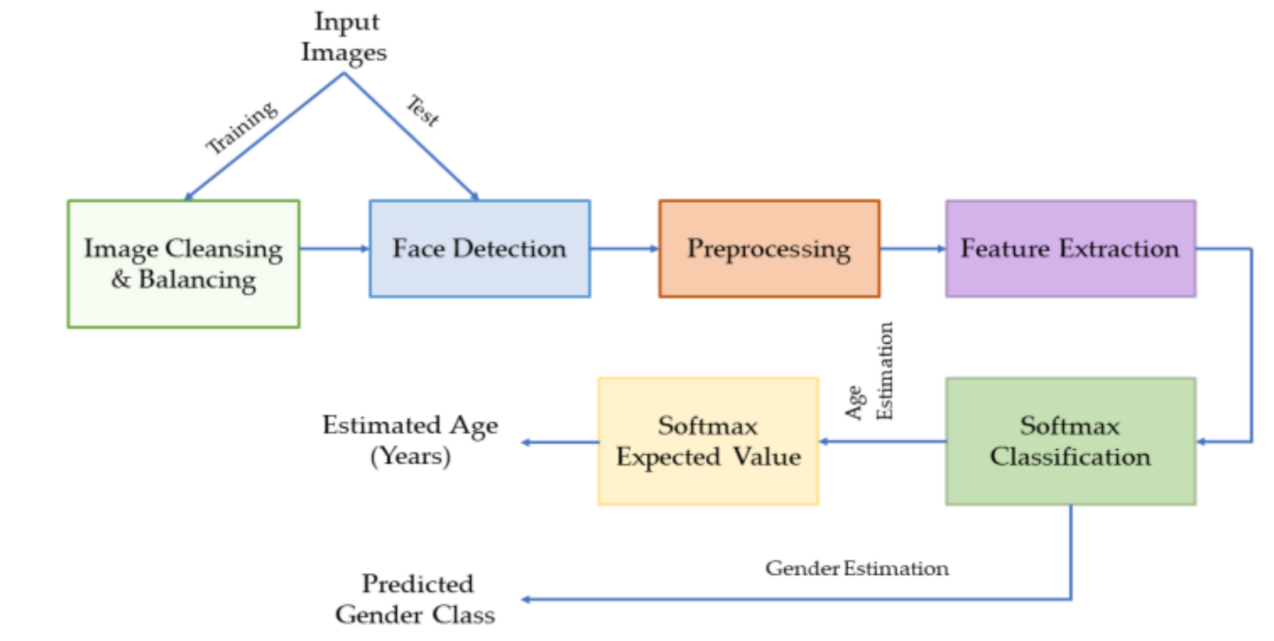 Input
Images
Training
Test
Image Cleansing
& Balancing
Face Detection
Preprocessing
Feature Extraction
Age
Estimation
Estimated Age
(Years)
Softmax
Expected Value
Softmax
Classification
Gender Estimation
Predicted
Gender Class